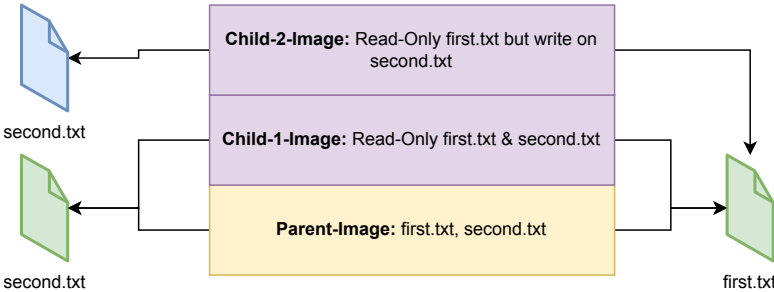 Child-2-Image: Read-Only first.txt but write on
second.txt
second.txt
Child-1-Image: Read-Only first.txt & second.txt
Parent-Image: first.txt, second.txt
second.txt
first.txt